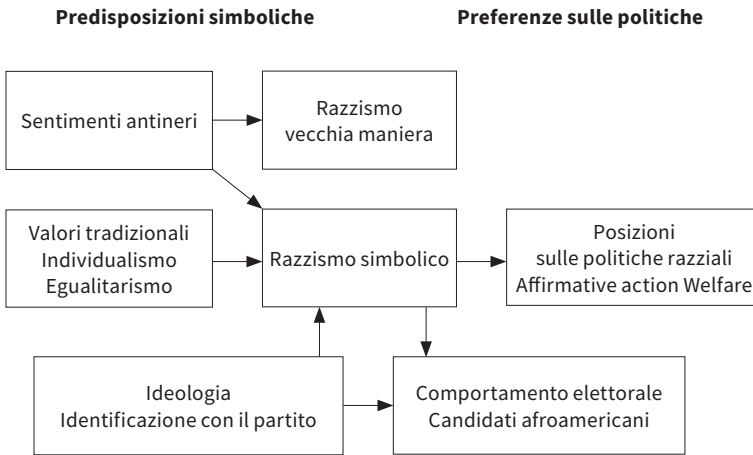 Predisposizioni simboliche
Preferenze sulle politiche
Sentimenti antineri
Razzismo
vecchia maniera
Valori tradizionali
Individualismo
Egualitarismo
Razzismo simbolico
Posizioni
sulle politiche razziali
Affirmative action Welfare
Ideologia
Identificazione con il partito
Comportamento elettorale
Candidati afroamericani